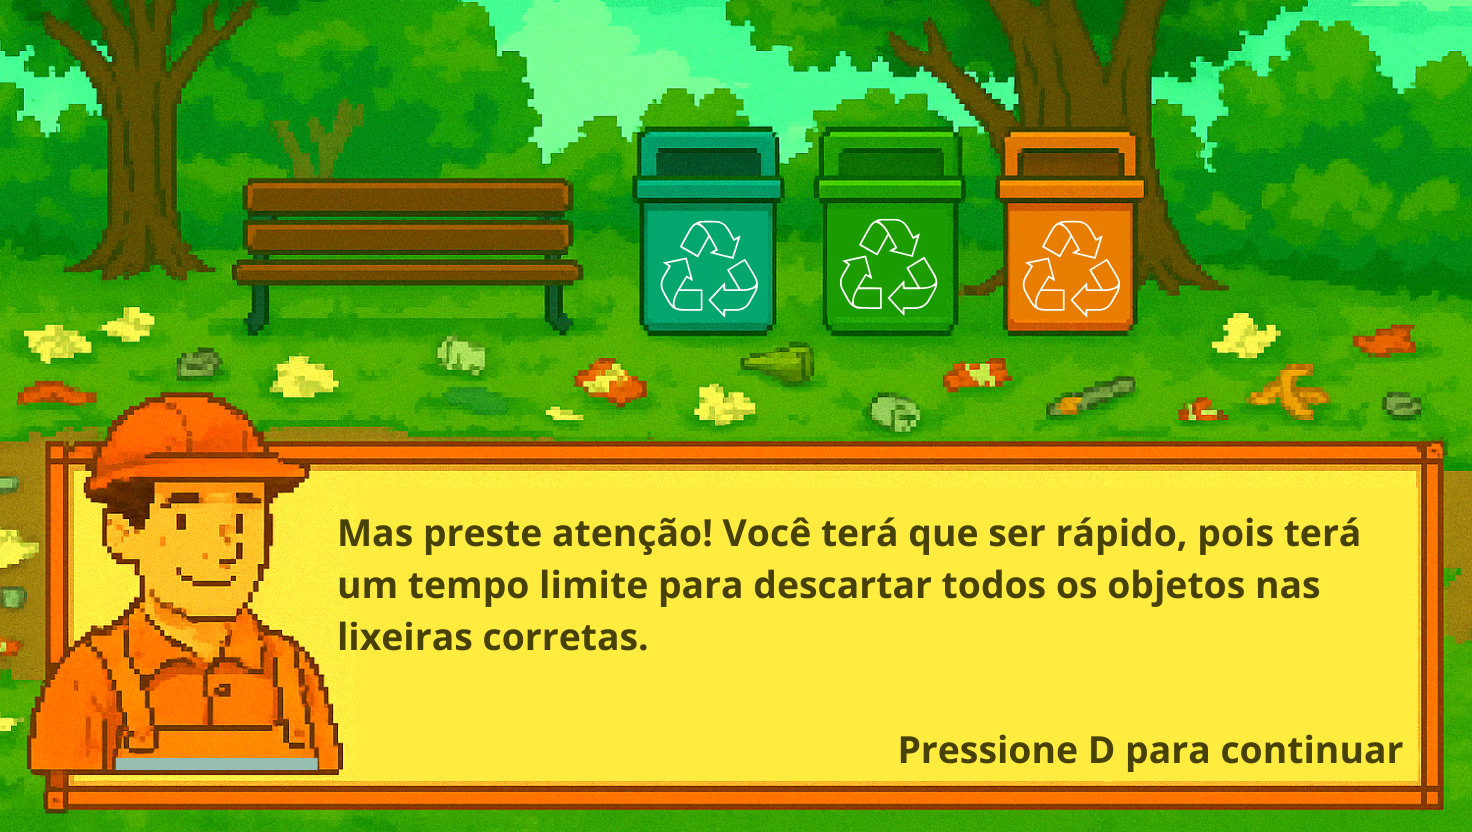 Mas preste atenção! Você terá que ser rápido, pois terá
um tempo limite para descartar todos os objetos nas
lixeiras corretas.
Pressione D para continuar